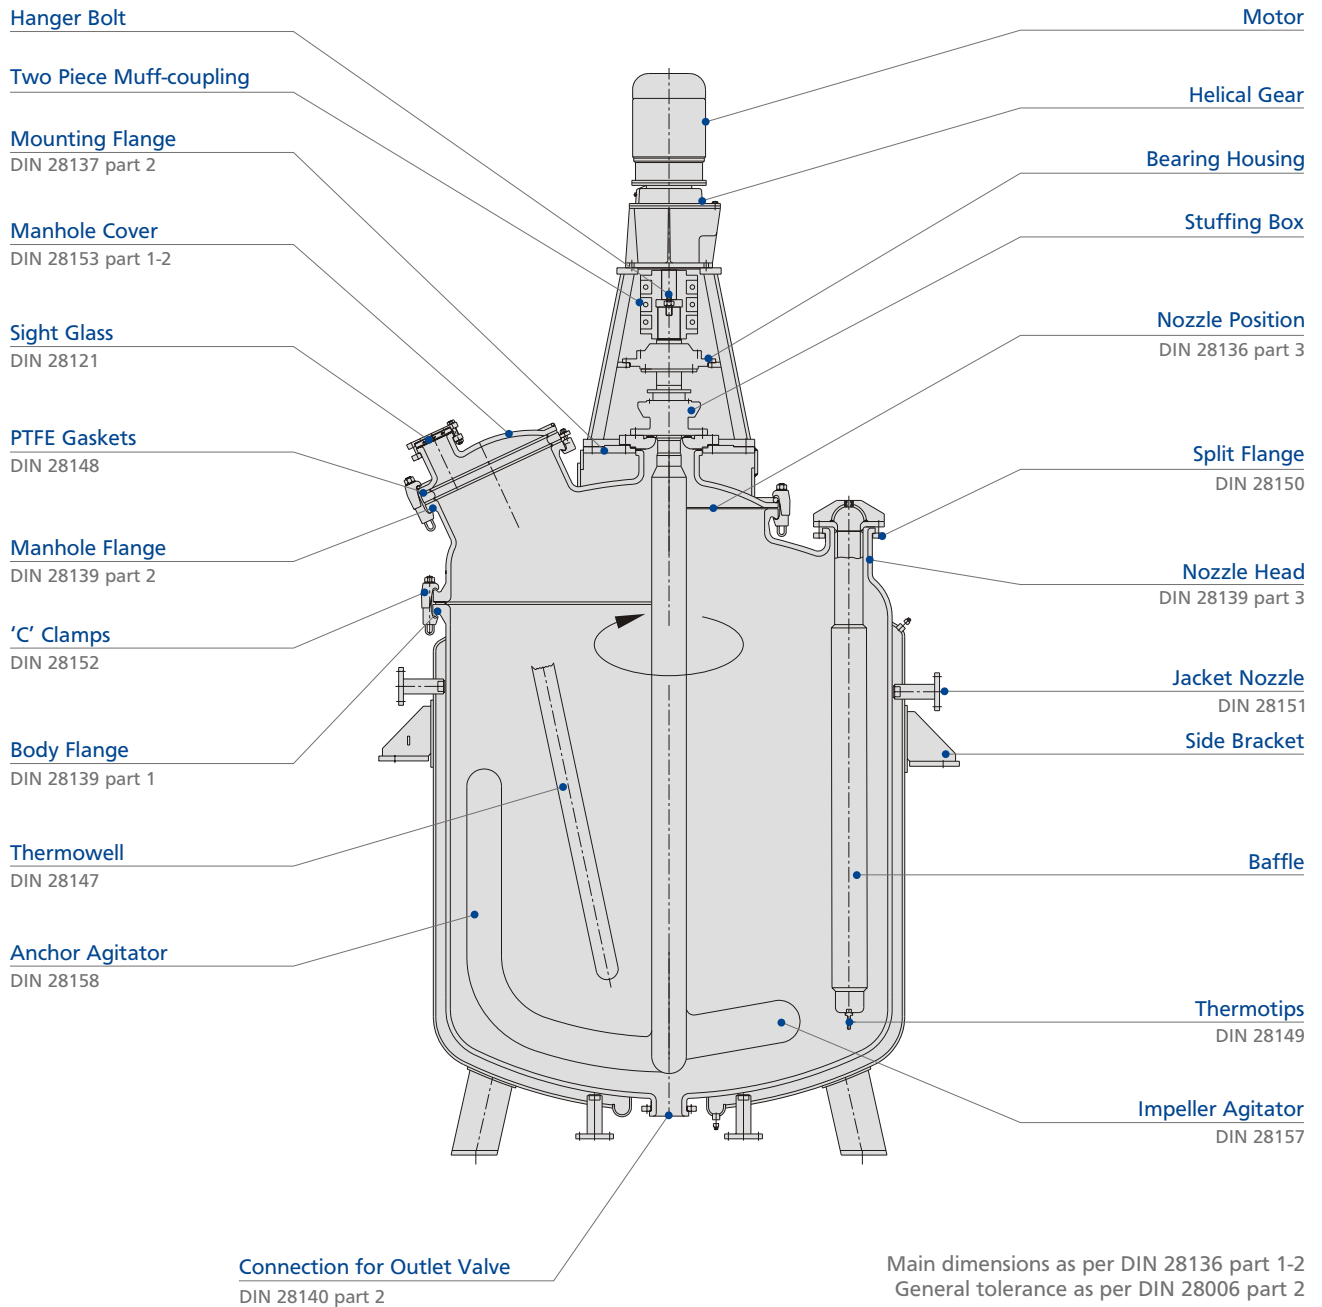 Hanger Bolt
Two Piece Muff-coupling
Mounting Flange
DIN 28137 part 2
Manhole Cover
DIN 28153 part 1-2
Sight Glass
DIN 28121
PTFE Gaskets
DIN 28148
Manhole Flange
DIN 28139 part 2
‘C’ Clamps
DIN 28152
Body Flange
DIN 28139 part 1
Thermowell
DIN 28147
Anchor Agitator
DIN 28158
Connection for Outlet Valve
DIN 28140 part 2
Motor
Helical Gear
Bearing Housing
Stuffing Box
Nozzle Position
DIN 28136 part 3
Split Flange
DIN 28150
Nozzle Head
DIN 28139 part 3
Jacket Nozzle
DIN 28151
Side Bracket
Baffle
Thermotips
DIN 28149
Impeller Agitator
DIN 28157
Main dimensions as per DIN 28136 part 1-2
General tolerance as per DIN 28006 part 2